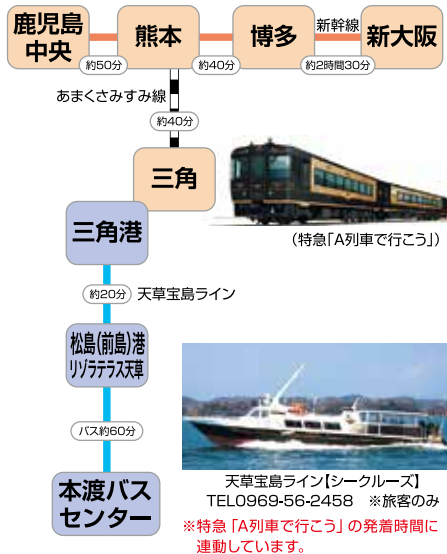 鹿児島
中央
熊本
博多
新幹線
新大阪
約50分
約40分
約2時間30分
あまくさみすみ線
約40分
三角
(特急「A列車で行こう」)
三角港
約20分
天草宝島ライン
松島(前島)港
リゾラテラス天草
バス約60分
本渡バス
センター
天草宝島ライン【シークルーズ】
TEL0969-56-2458 ※旅客のみ
※特急「A列車で行こう」の発着時間に
連動しています。